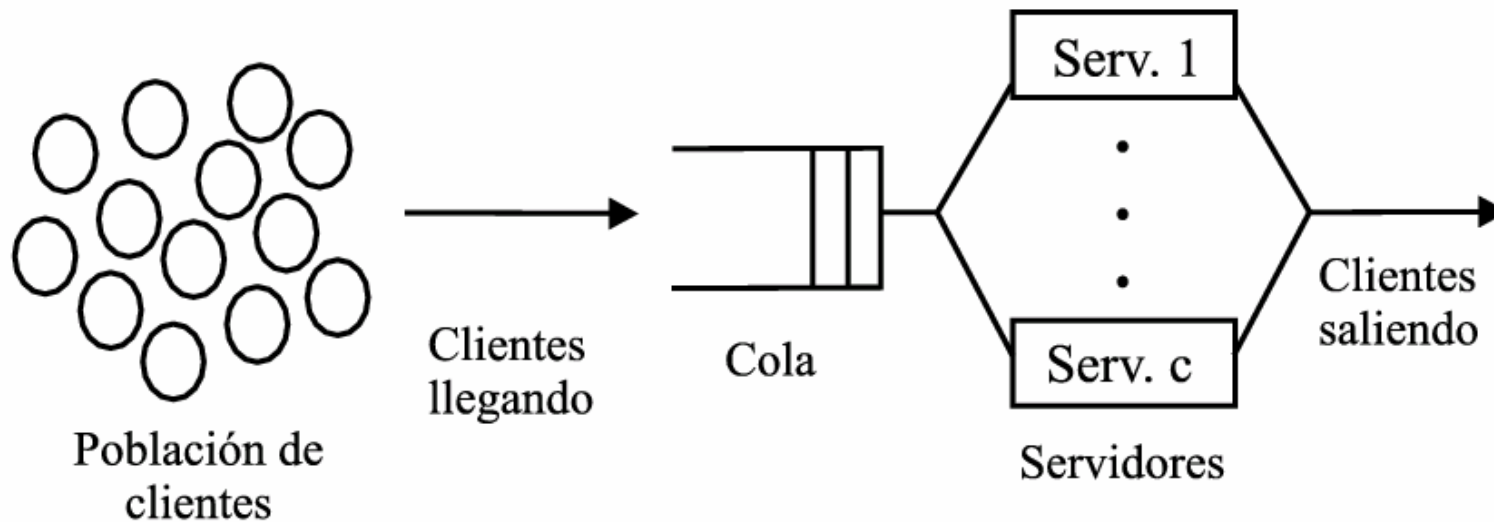 Población de
clientes
Clientes
llegando
Cola
Serv. 1
Serv. c
Servidores
Clientes
saliendo